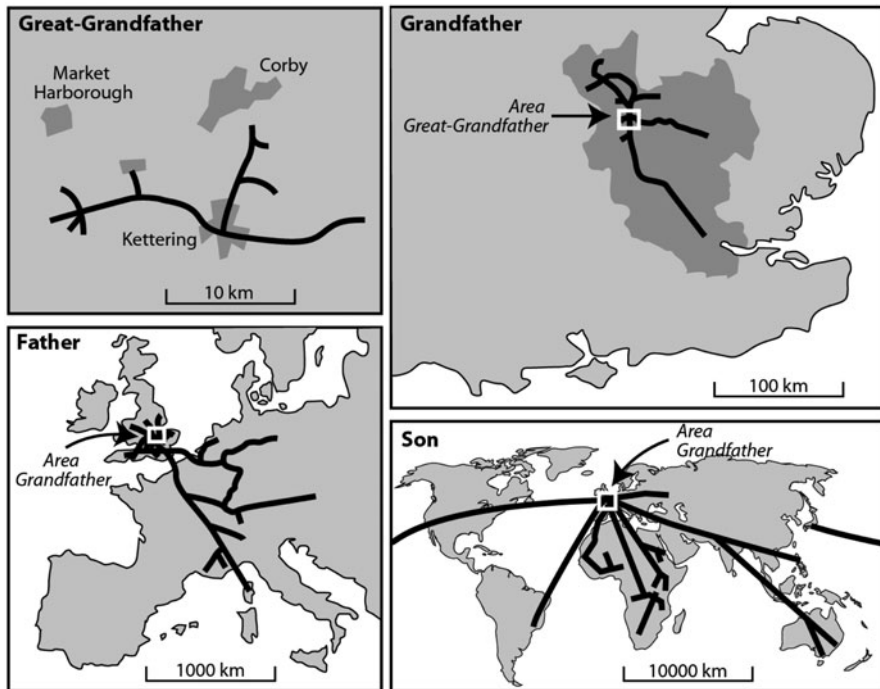 Great-Grandfather
Corby
Market
Harborough
Kettering
10 km
Grandfather
Area
Great-Grandfather
100 km
Father
Area
Grandfather
1000 km
Son
Area
Grandfather
10000 km